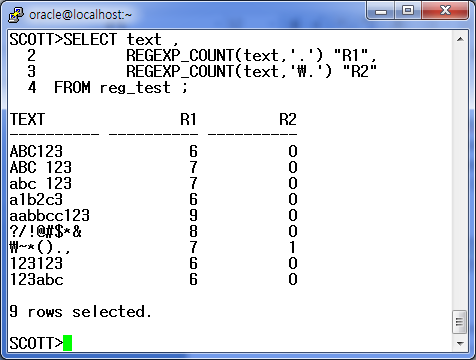 oracle@localhost:~
SCOTT>SELECT text ,
  2         REGEXP_COUNT(text,'.') "R1",
  3         REGEXP_COUNT(text,'₩.') "R2"
  4  FROM reg_test ;
TEXT               R1         R2
---------- ---------- ----------
ABC123              6          0
ABC 123             7          0
abc 123             7          0
a1b2c3              6          0
aabbcc123           9          0
?/!@#$*&            8          0
₩~*().,             7          1
123123              6          0
123abc              6          0
9 rows selected.
SCOTT>